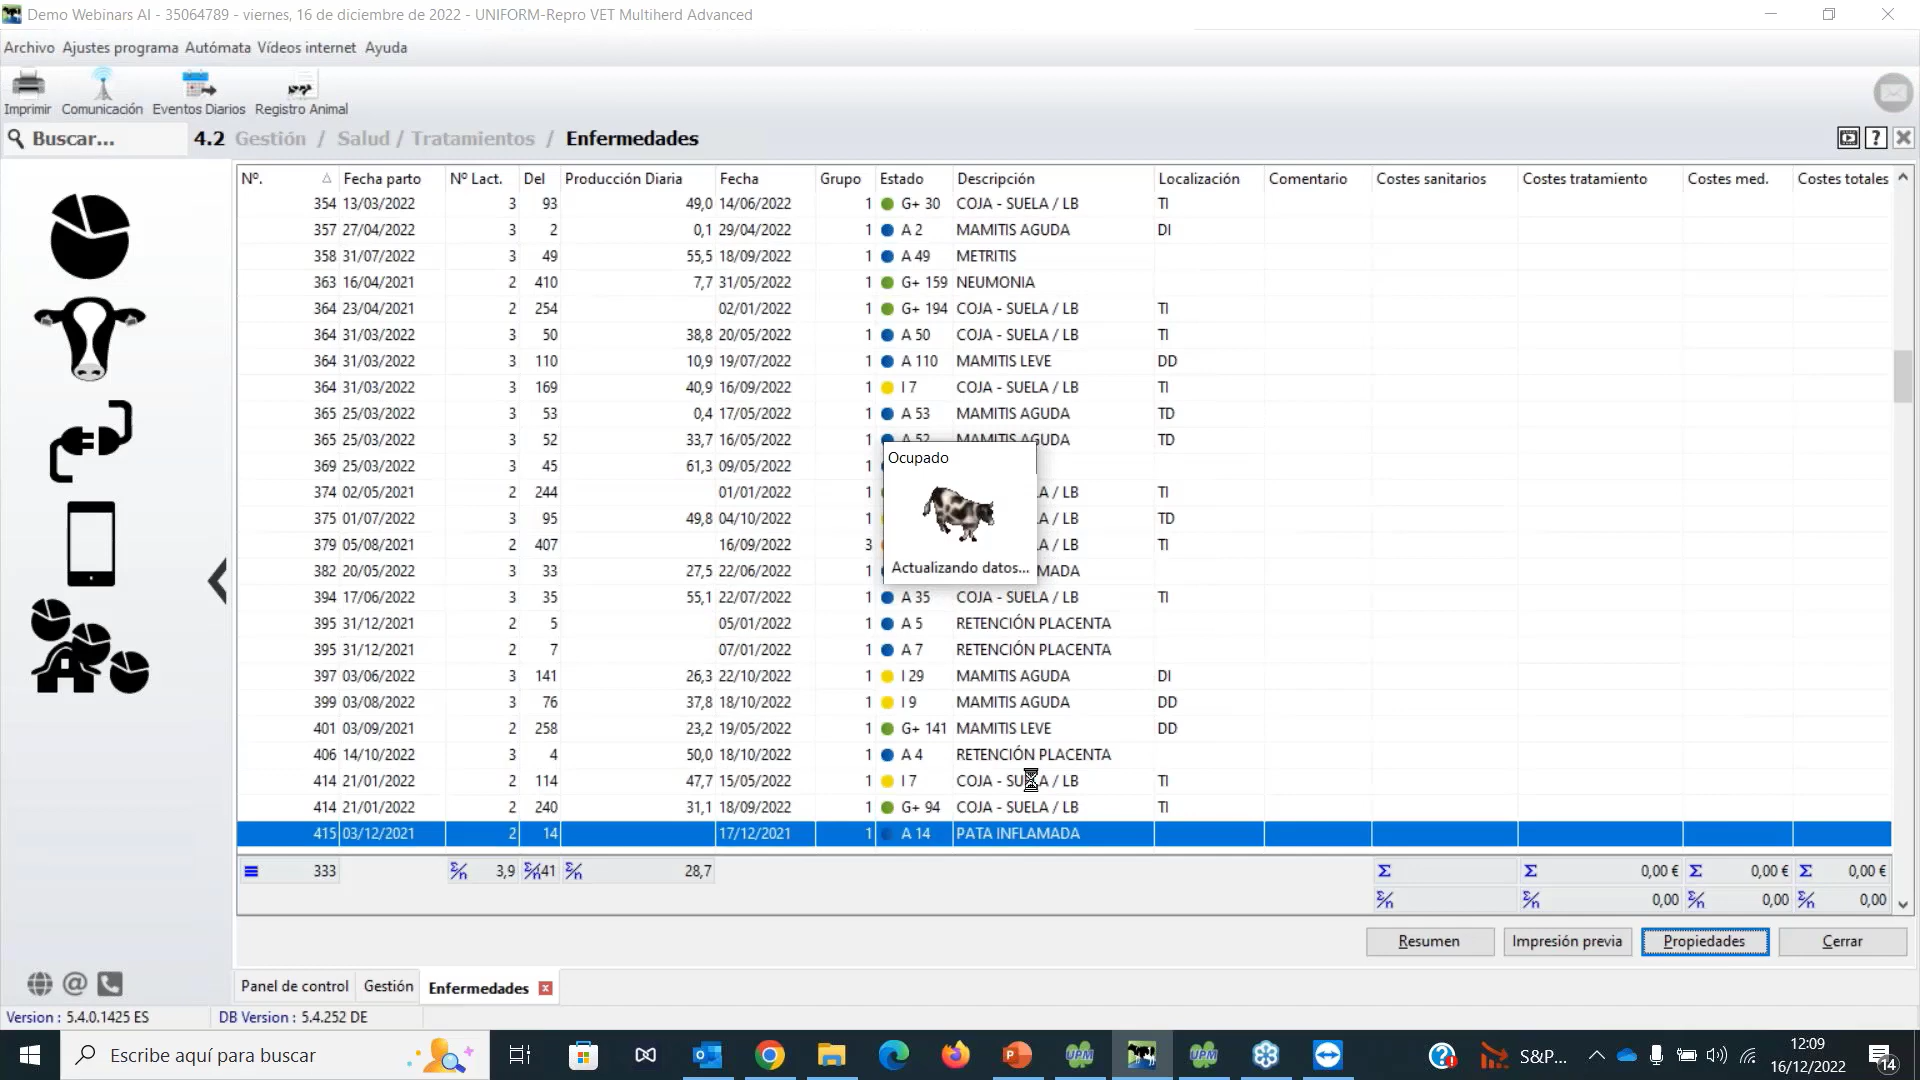 Demo Webinars AI - 35064789 - viernes, 16 de diciembre de 2022 - UNIFORM-Repro VET Multiherd Advanced
Archivo Ajustes programa Autómata Vídeos internet Ayuda
Imprimir Comunicación Eventos Diarios Registro Animal
Buscar... 4.2 Gestión / Salud / Tratamientos / Enfermedades
Nº. Fecha parto Nº Lact. Del Producción Diaria Fecha Grupo Estado Descripción Localización Comentario Costes sanitarios Costes tratamiento Costes med. Costes totales
354 13/03/2022 3 93 49,0 14/06/2022 1 G+ 30 COJA - SUELA / LB TI
357 27/04/2022 3 2 0,1 29/04/2022 1 A 2 MAMITIS AGUDA DI
358 31/07/2022 3 49 55,5 18/09/2022 1 A 49 METRITIS
363 16/04/2021 2 410 7,7 31/05/2022 1 G+ 159 NEUMONIA
364 23/04/2021 2 254 02/01/2022 1 G+ 194 COJA - SUELA / LB TI
364 31/03/2022 3 50 38,8 20/05/2022 1 A 50 COJA - SUELA / LB TI
364 31/03/2022 3 110 10,9 19/07/2022 1 A 110 MAMITIS LEVE DD
364 31/03/2022 3 169 40,9 16/09/2022 1 I 7 COJA - SUELA / LB TI
365 25/03/2022 3 53 0,4 17/05/2022 1 A 53 MAMITIS AGUDA TD
365 25/03/2022 3 52 33,7 16/05/2022 1 A 52 MAMITIS AGUDA TD
369 25/03/2022 3 45 61,3 09/05/2022 1
374 02/05/2021 2 244 01/01/2022 1 A / LB TI
375 01/07/2022 3 95 49,8 04/10/2022 1 A / LB TD
379 05/08/2021 2 407 16/09/2022 3 A / LB TI
382 20/05/2022 3 33 27,5 22/06/2022 1 MADA
394 17/06/2022 3 35 55,1 22/07/2022 1 A 35 COJA - SUELA / LB TI
395 31/12/2021 2 5 05/01/2022 1 A 5 RETENCIÓN PLACENTA
395 31/12/2021 2 7 07/01/2022 1 A 7 RETENCIÓN PLACENTA
397 03/06/2022 3 141 26,3 22/10/2022 1 I 29 MAMITIS AGUDA DI
399 03/08/2022 3 76 37,8 18/10/2022 1 I 9 MAMITIS AGUDA DD
401 03/09/2021 2 258 23,2 19/05/2022 1 G+ 141 MAMITIS LEVE DD
406 14/10/2022 3 4 50,0 18/10/2022 1 A 4 RETENCIÓN PLACENTA
414 21/01/2022 2 114 47,7 15/05/2022 1 I 7 COJA - SUELA / LB TI
414 21/01/2022 2 240 31,1 18/09/2022 1 G+ 94 COJA - SUELA / LB TI
415 03/12/2021 2 14 17/12/2021 1 A 14 PATA INFLAMADA
Ocupado
Actualizando datos...
333 Σ/n 3,9 Σ/n 41 Σ/n 28,7 Σ Σ 0,00 € Σ 0,00 € Σ 0,00 €
Σ/n Σ/n 0,00 Σ/n 0,00 Σ/n 0,00
Resumen Impresión previa Propiedades Cerrar
Panel de control Gestión Enfermedades
Version : 5.4.0.1425 ES DB Version : 5.4.252 DE
Escribe aquí para buscar
UPM
UPM
S&P...
12:09
16/12/2022
14